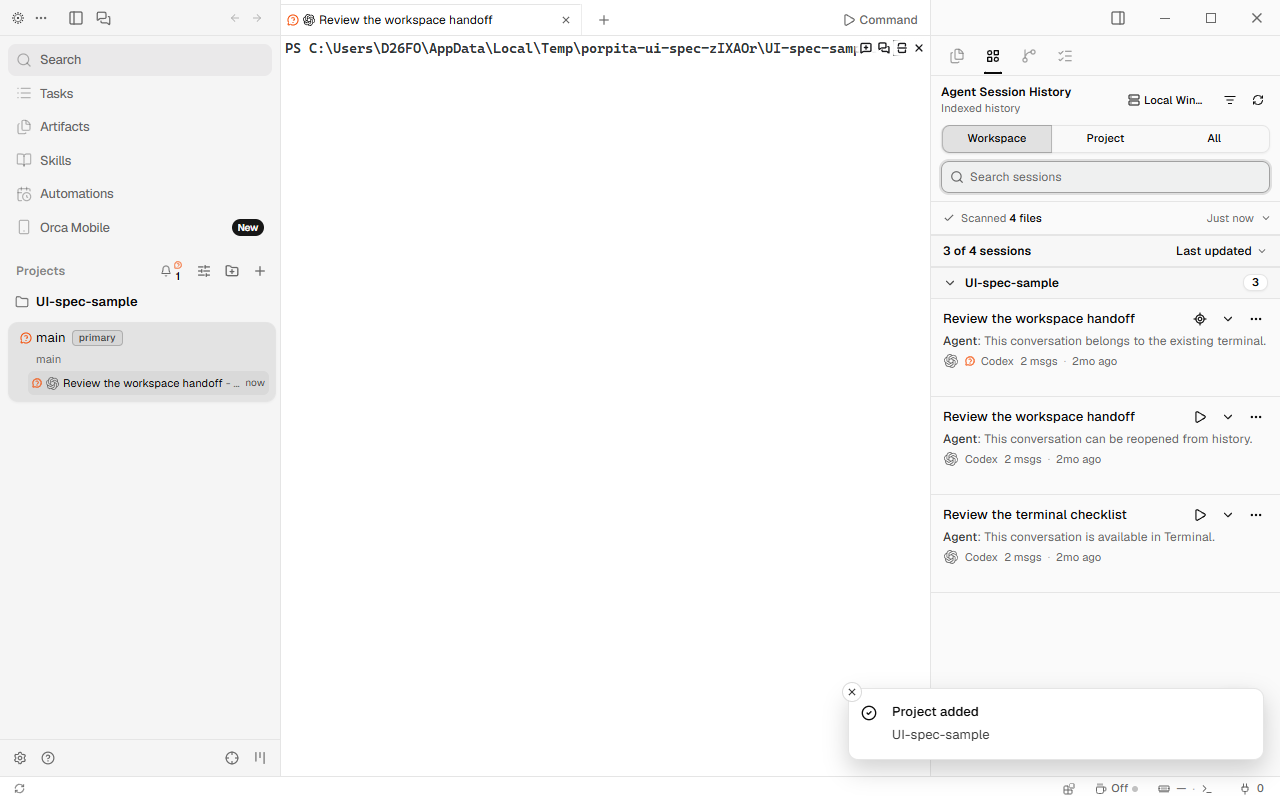 Review the workspace handoff
Command
Search
Tasks
Artifacts
Skills
Automations
Orca Mobile
New
Projects
1
UI-spec-sample
main
primary
main
Review the workspace handoff - ...
now
PS C:\Users\D26FO\AppData\Local\Temp\porpita-ui-spec-zIXAOr\UI-spec-sam
Agent Session History
Indexed history
Local Win...
Workspace
Project
All
Search sessions
Scanned 4 files
Just now
3 of 4 sessions
Last updated
UI-spec-sample
3
Review the workspace handoff
Agent: This conversation belongs to the existing terminal.
Codex 2 msgs · 2mo ago
Review the workspace handoff
Agent: This conversation can be reopened from history.
Codex 2 msgs · 2mo ago
Review the terminal checklist
Agent: This conversation is available in Terminal.
Codex 2 msgs · 2mo ago
Project added
UI-spec-sample
Off
— ·
0